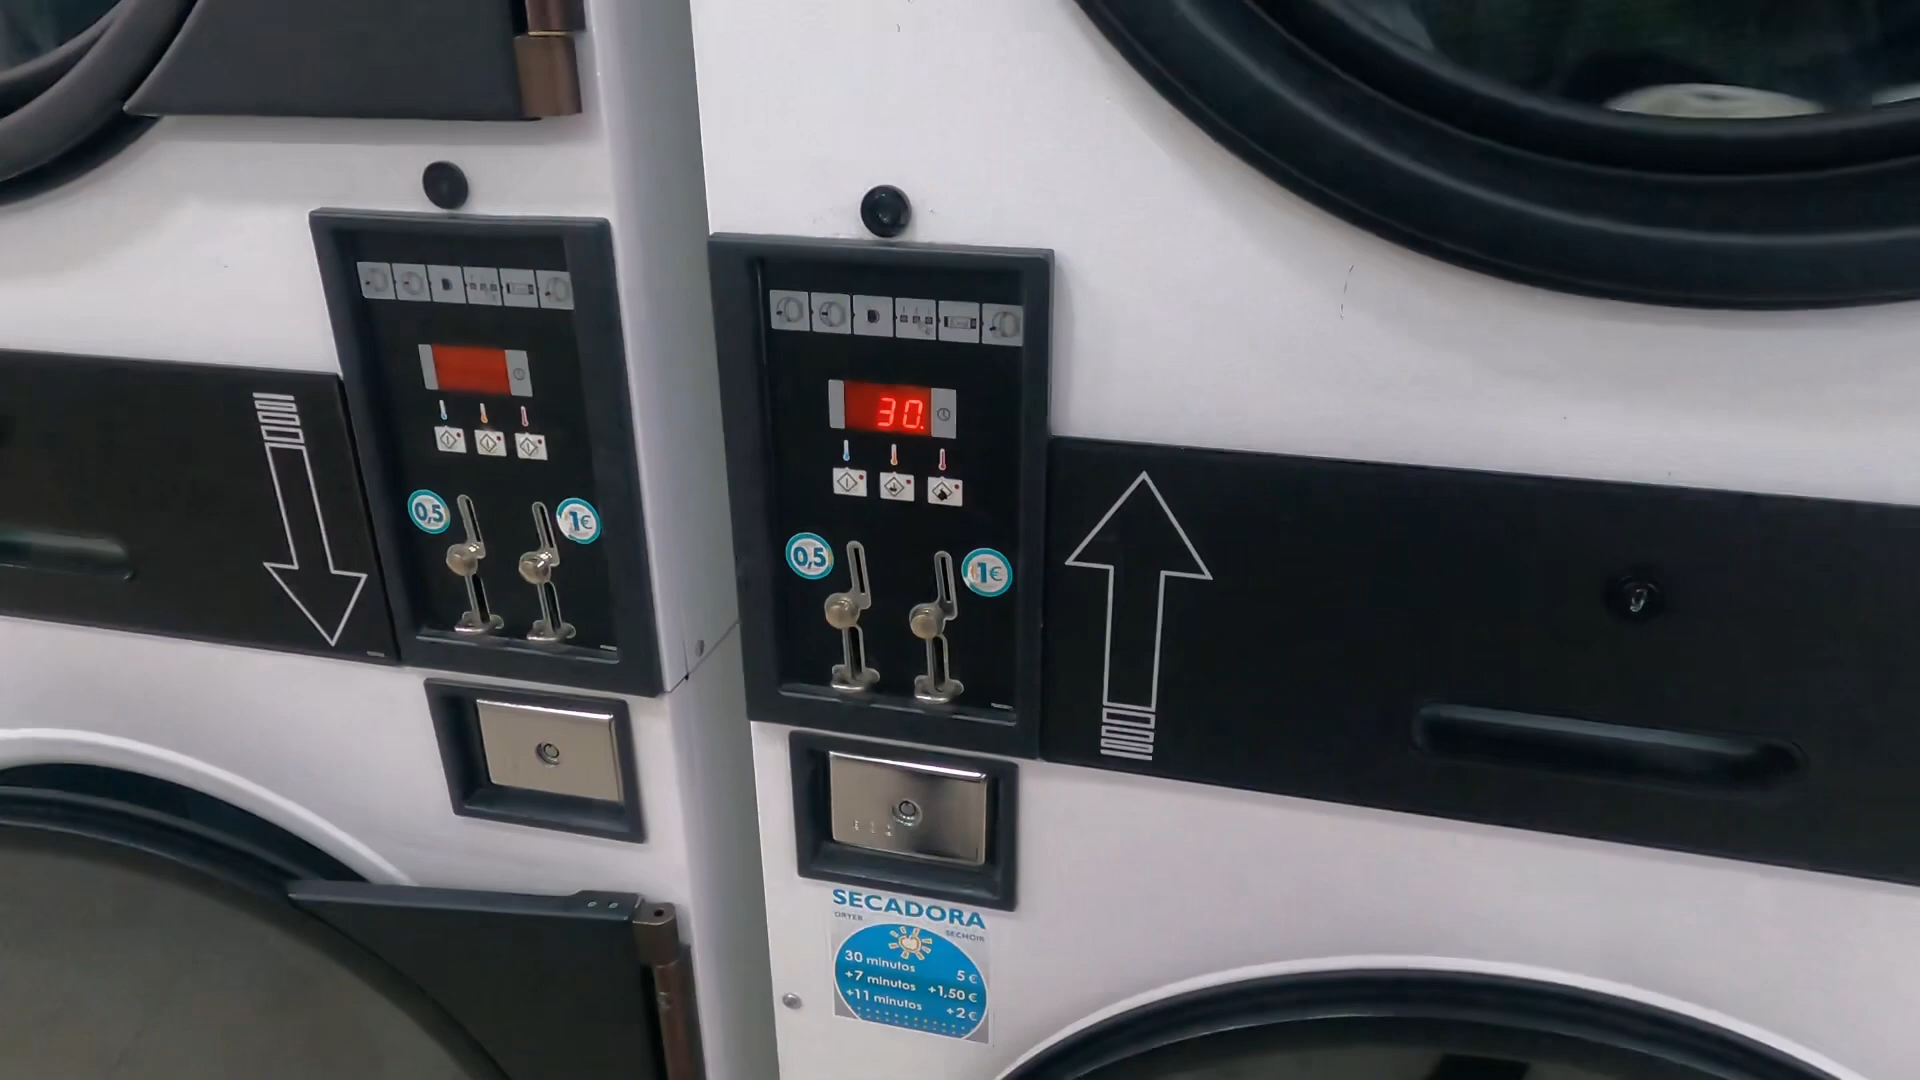 0,5
1€
30.
0,5
1€
SECADORA
DRYER
SECHOIR
30 minutos 5 €
+7 minutos +1,50 €
+11 minutos +2 €